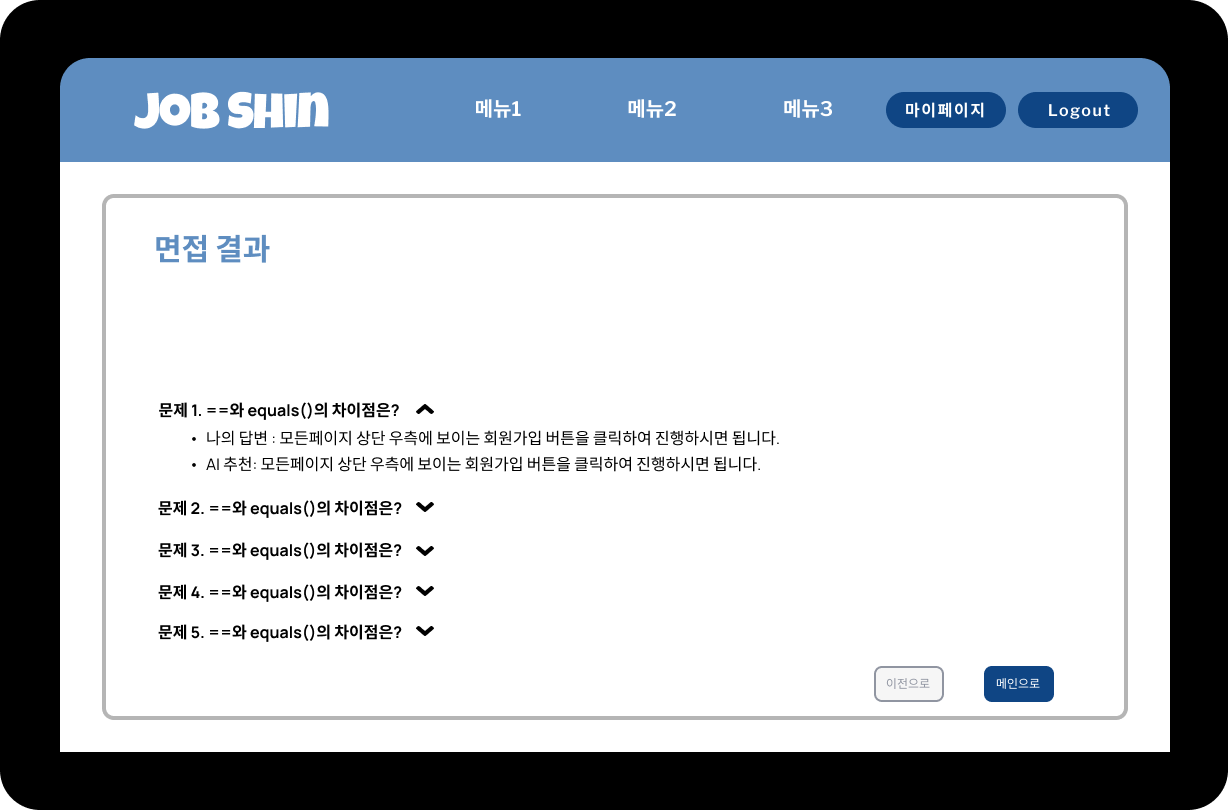 JOB SHIN
메뉴1
메뉴2
메뉴3
마이페이지
Logout
면접 결과
문제 1. ==와 equals()의 차이점은?
• 나의 답변 : 모든페이지 상단 우측에 보이는 회원가입 버튼을 클릭하여 진행하시면 됩니다.
• AI 추천: 모든페이지 상단 우측에 보이는 회원가입 버튼을 클릭하여 진행하시면 됩니다.
문제 2. ==와 equals()의 차이점은?
문제 3. ==와 equals()의 차이점은?
문제 4. ==와 equals()의 차이점은?
문제 5. ==와 equals()의 차이점은?
이전으로
메인으로